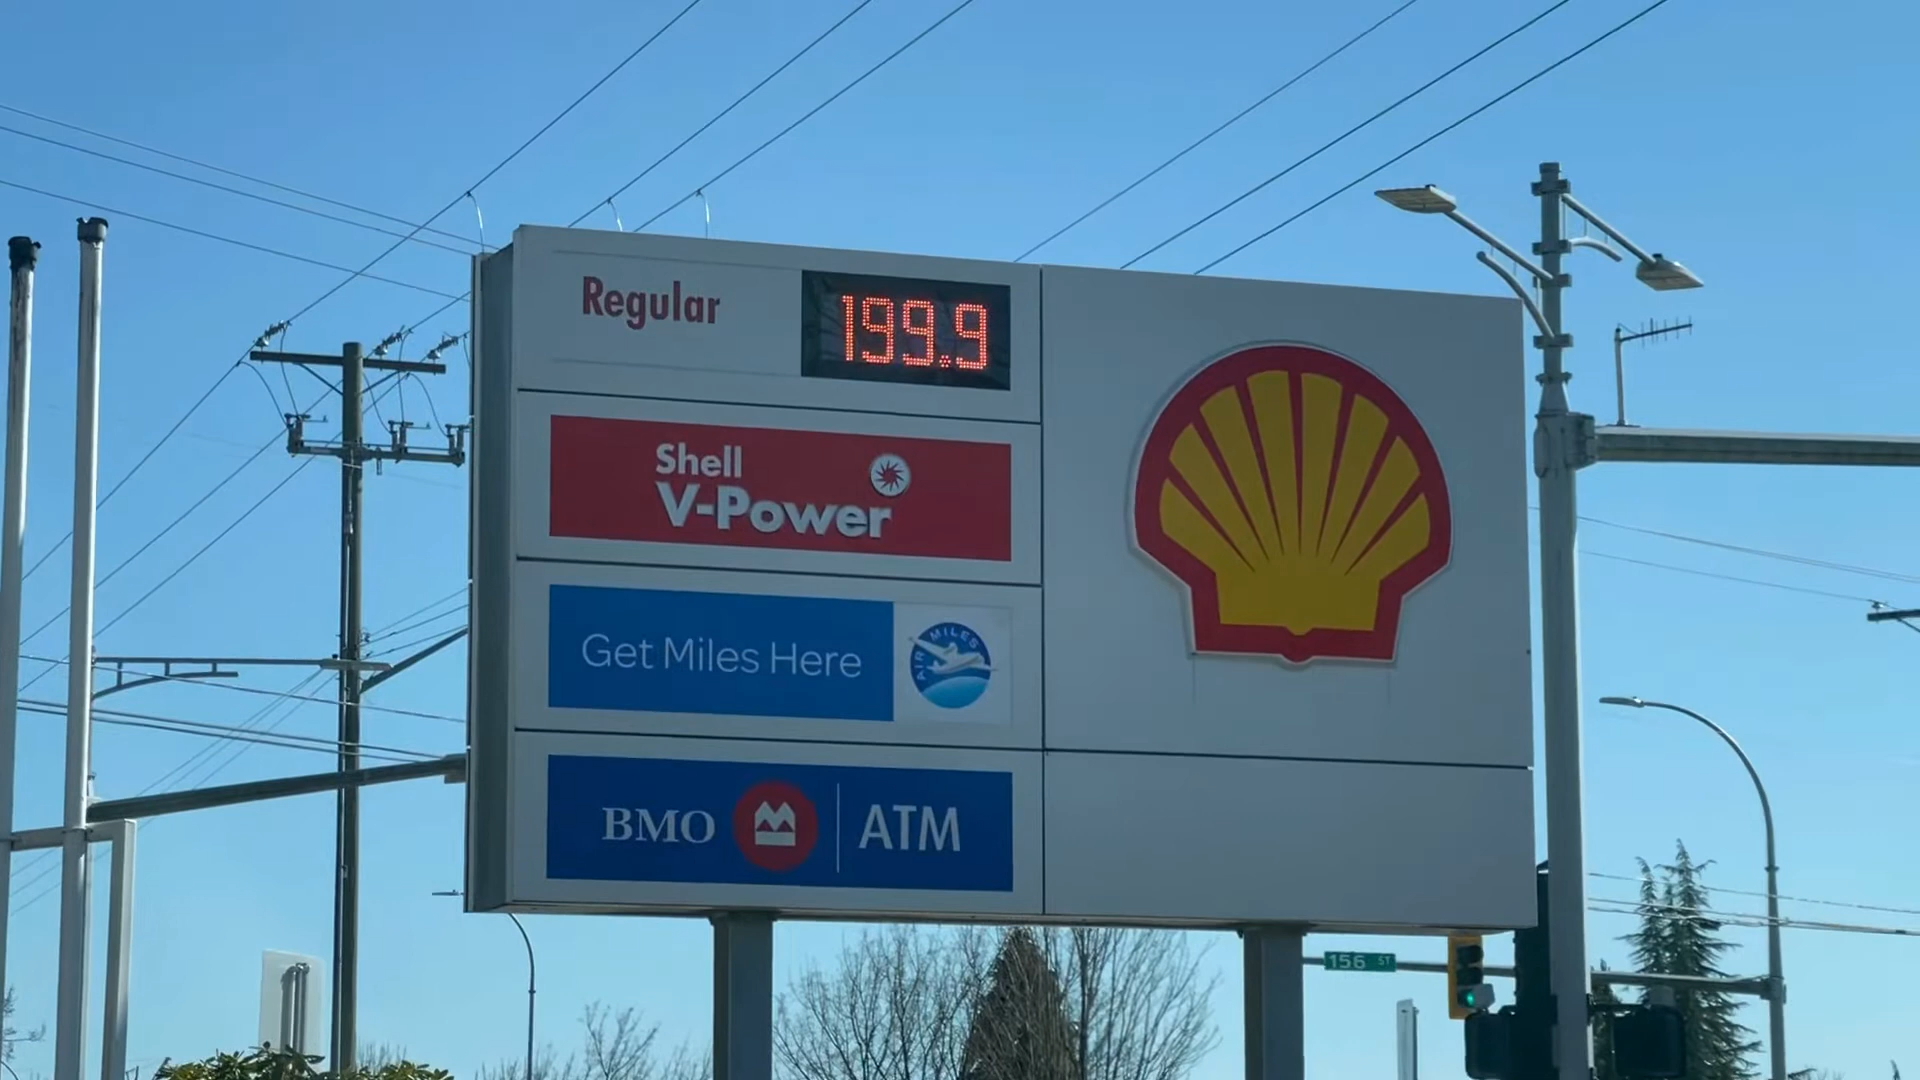 Regular 199.9
Shell
V-Power
Get Miles Here
AIR MILES
BMO ATM
156 ST